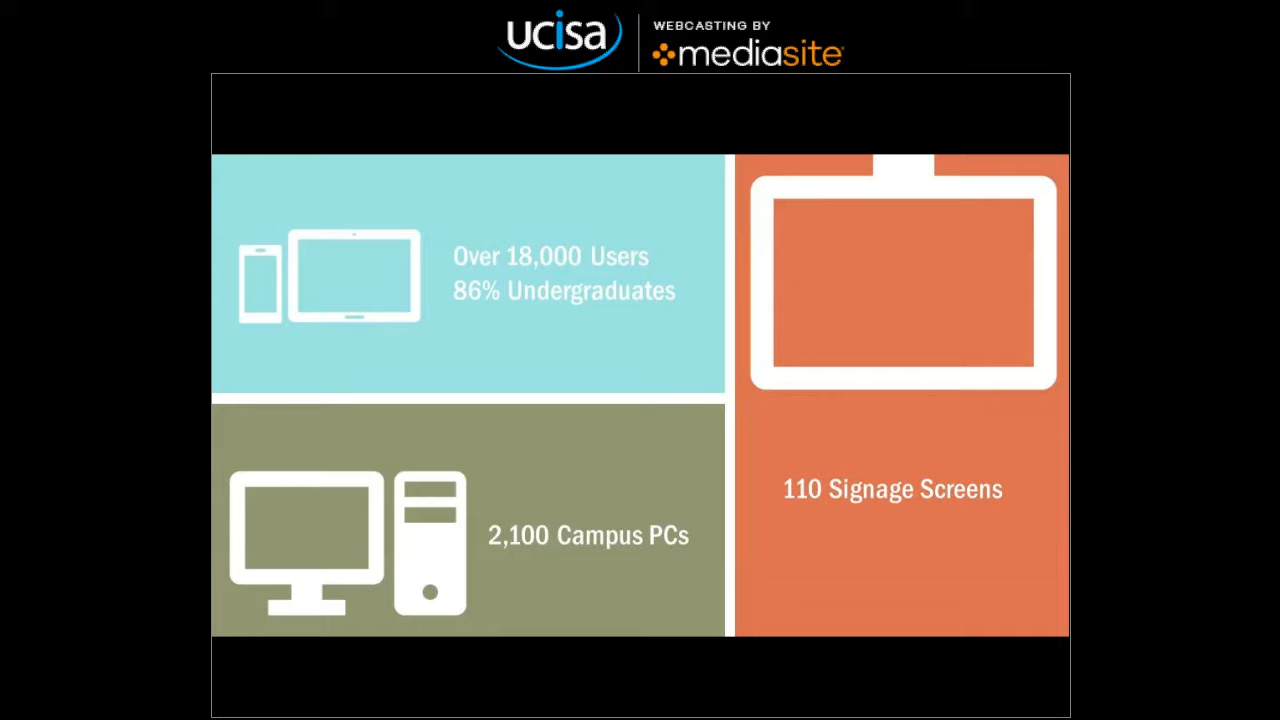 ucisa
WEBCASTING BY
mediasite
Over 18,000 Users
86% Undergraduates
2,100 Campus PCs
110 Signage Screens